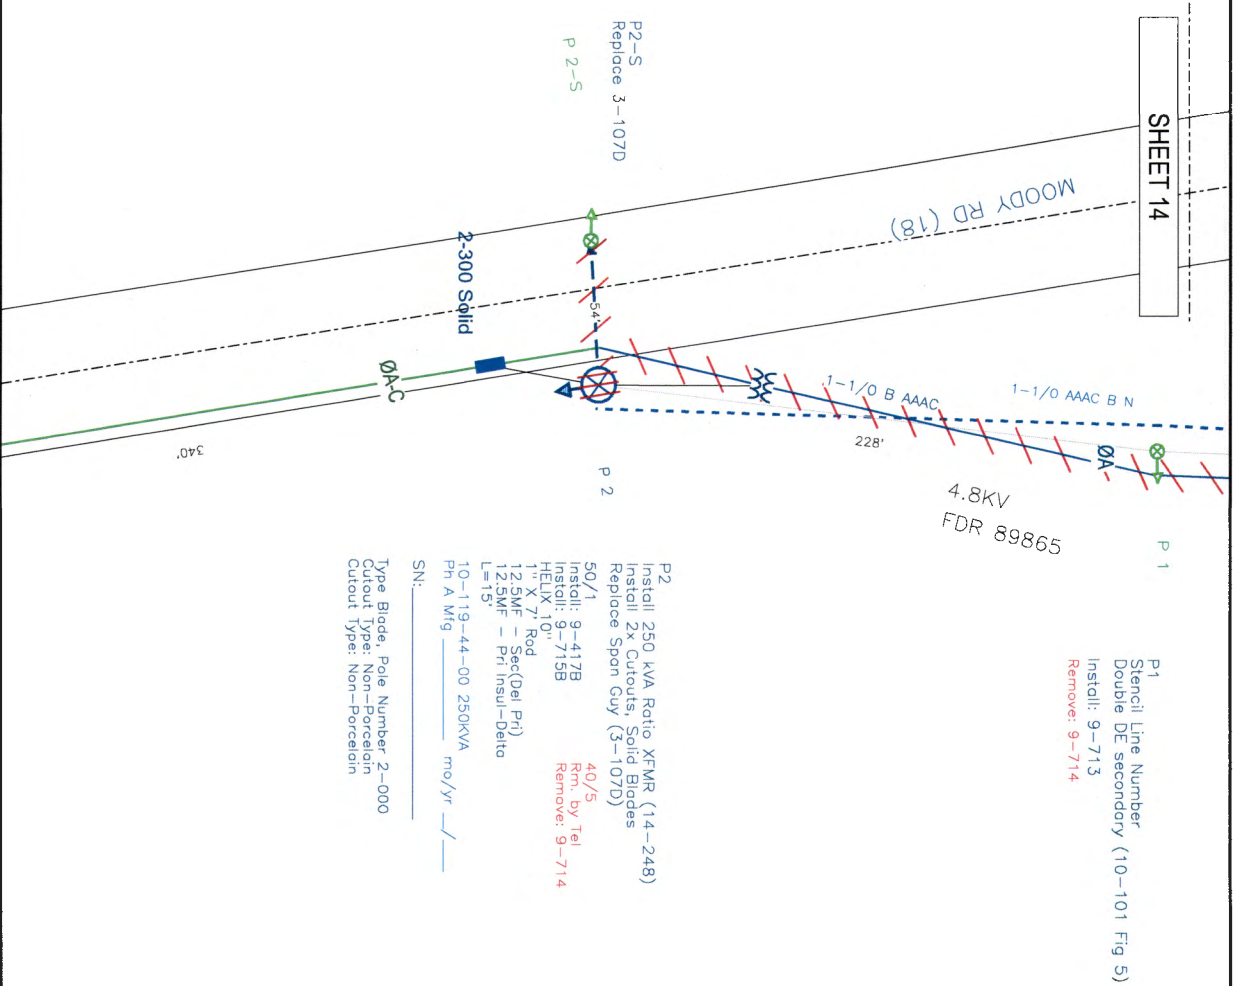 SHEET 14
MOODY RD (18)
P2-S
Replace 3-107D
P 2-S
2-300 Solid
54'
ØA-C
340'
1-1/0 B AAAC
1-1/0 AAAC B N
228'
ØA
4.8KV
FDR 89865
P 2
P 1
P1
Stencil Line Number
Double DE secondary (10-101 Fig 5)
Install: 9-713
Remove: 9-714
P2
Install 250 kVA Ratio XFMR (14-248)
Install 2x Cutouts, Solid Blades
Replace Span Guy (3-107D)
50/1 40/5
Install: 9-417B Rm. by Tel
Install: 9-715B Remove: 9-714
HELIX 10"
1" X 7' Rod
12.5MF - Sec(Del Pri)
12.5MF - Pri Insul-Delta
L=15'
10-119-44-00 250KVA
Ph A Mfg ________ mo/yr __/____
SN: ______________
Type Blade, Pole Number 2-000
Cutout Type: Non-Porcelain
Cutout Type: Non-Porcelain